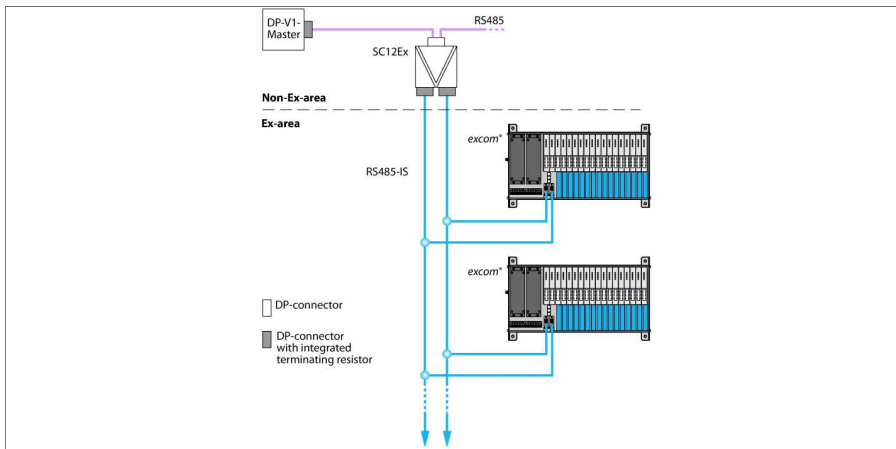 DP-V1-
Master
RS485
SC12Ex
Non-Ex-area
Ex-area
excom*
RS485-IS
excom*
DP-connector
DP-connector
with integrated
terminating resistor